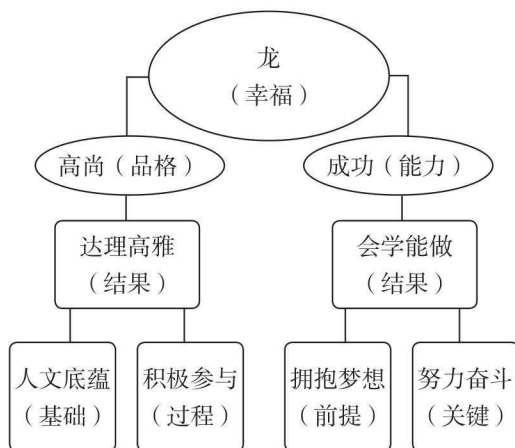 龙
（幸福）
高尚（品格）
成功（能力）
达理高雅
（结果）
会学能做
（结果）
人文底蕴
（基础）
积极参与
（过程）
拥抱梦想
（前提）
努力奋斗
（关键）